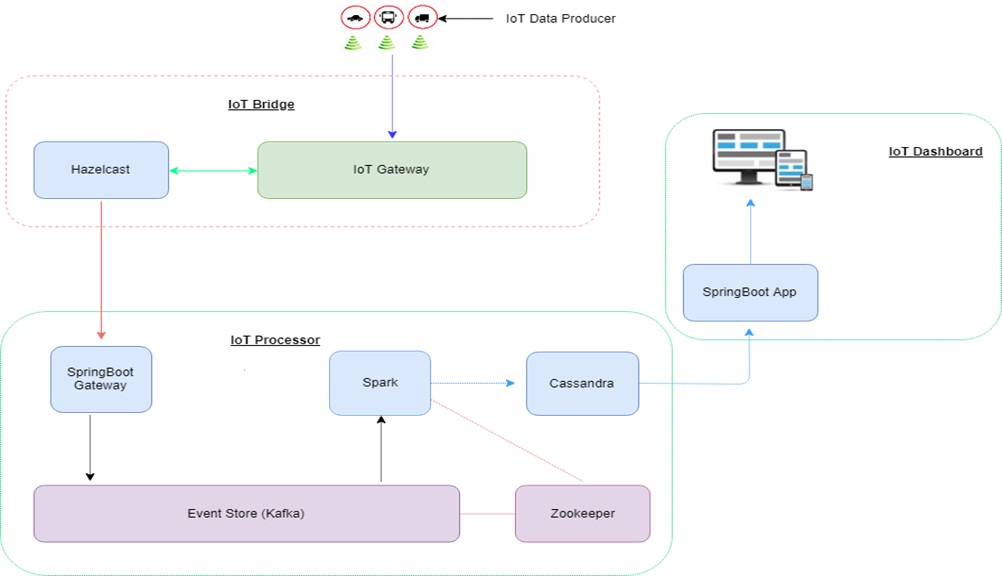 IoT Data Producer
IoT Bridge
Hazelcast
IoT Gateway
IoT Dashboard
SpringBoot App
IoT Processor
SpringBoot
Gateway
Spark
Cassandra
Event Store (Kafka)
Zookeeper